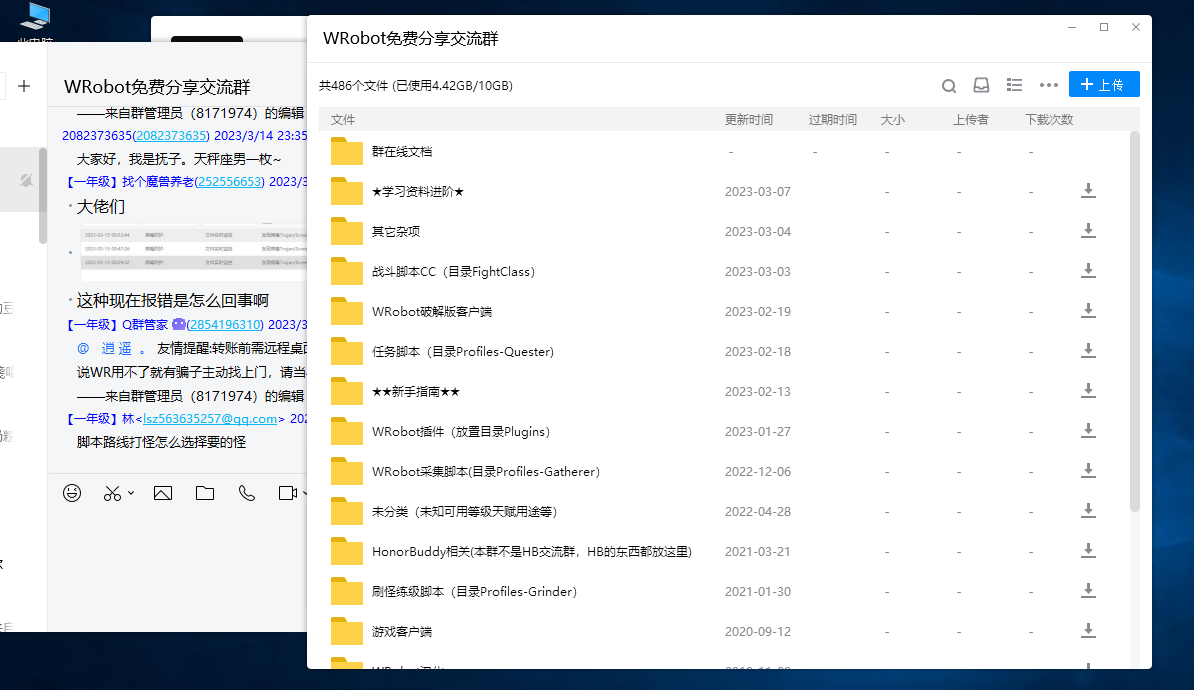 此电脑
WRobot免费分享交流群
——来自群管理员（8171974）的编辑
2082373635(2082373635) 2023/3/14 23:35
大家好，我是抚子。天秤座男一枚~
【一年级】找个魔兽养老(252556653) 2023/3
大佬们
这种现在报错是怎么回事啊
【一年级】Q群管家(2854196310) 2023/3
@ 逍遥 。 友情提醒:转账前需远程桌面
说WR用不了就有骗子主动找上门，请当
——来自群管理员（8171974）的编辑
【一年级】林<lsz563635257@qq.com> 202
脚本路线打怪怎么选择要的怪
WRobot免费分享交流群
共486个文件 (已使用4.42GB/10GB)
上传
文件 更新时间 过期时间 大小 上传者 下载次数
群在线文档 - - - - -
★学习资料进阶★ 2023-03-07 - - -
其它杂项 2023-03-04 - - -
战斗脚本CC（目录FightClass） 2023-03-03 - - -
WRobot破解版客户端 2023-02-19 - - -
任务脚本（目录Profiles-Quester) 2023-02-18 - - -
★★新手指南★★ 2023-02-13 - - -
WRobot插件（放置目录Plugins） 2023-01-27 - - -
WRobot采集脚本(目录Profiles-Gatherer) 2022-12-06 - - -
未分类（未知可用等级天赋用途等） 2022-04-28 - - -
HonorBuddy相关(本群不是HB交流群，HB的东西都放这里) 2021-03-21 - - -
刷怪练级脚本（目录Profiles-Grinder） 2021-01-30 - - -
游戏客户端 2020-09-12 - - -